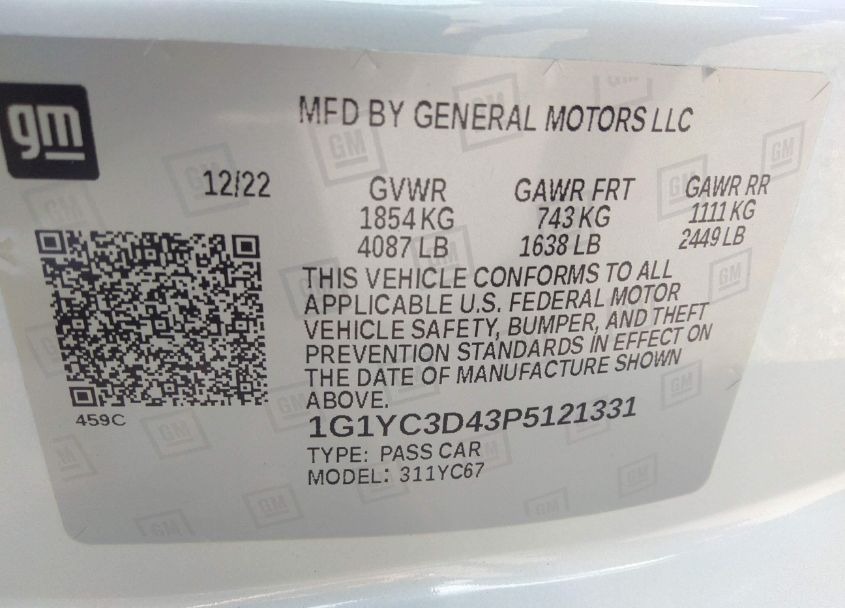 gm
MFD BY GENERAL MOTORS LLC
12/22 GVWR GAWR FRT GAWR RR
1854 KG 743 KG 1111 KG
4087 LB 1638 LB 2449 LB
THIS VEHICLE CONFORMS TO ALL
APPLICABLE U.S. FEDERAL MOTOR
VEHICLE SAFETY, BUMPER, AND THEFT
PREVENTION STANDARDS IN EFFECT ON
THE DATE OF MANUFACTURE SHOWN
ABOVE.
459C
1G1YC3D43P5121331
TYPE: PASS CAR
MODEL: 311YC67